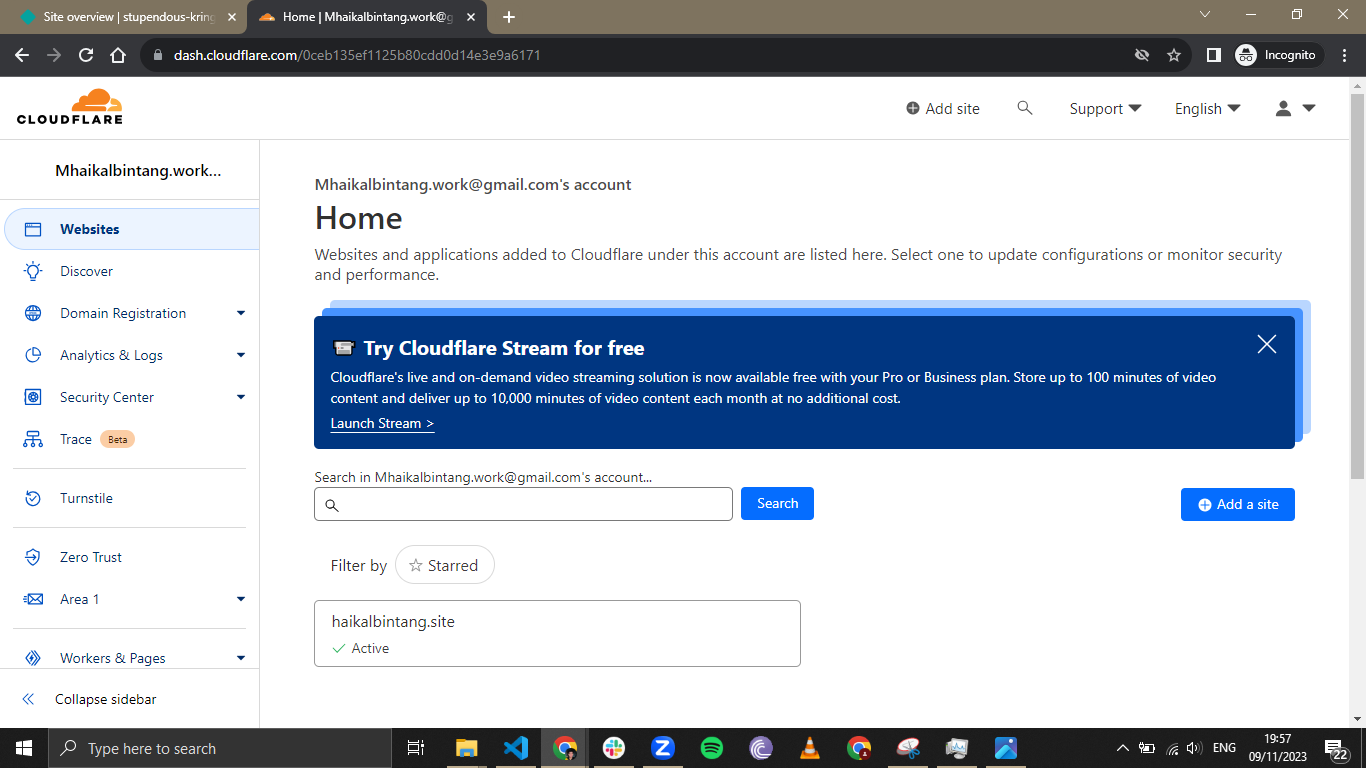 Site overview | stupendous-kring
Home | Mhaikalbintang.work@g
dash.cloudflare.com/0ceb135ef1125b80cdd0d14e3e9a6171
Incognito
CLOUDFLARE
Add site
Support
English
Mhaikalbintang.work...
Websites
Discover
Domain Registration
Analytics & Logs
Security Center
Trace Beta
Turnstile
Zero Trust
Area 1
Workers & Pages
Collapse sidebar
Mhaikalbintang.work@gmail.com's account
Home
Websites and applications added to Cloudflare under this account are listed here. Select one to update configurations or monitor security
and performance.
Try Cloudflare Stream for free
Cloudflare's live and on-demand video streaming solution is now available free with your Pro or Business plan. Store up to 100 minutes of video
content and deliver up to 10,000 minutes of video content each month at no additional cost.
Launch Stream >
Search in Mhaikalbintang.work@gmail.com's account...
Search
Add a site
Filter by
Starred
haikalbintang.site
Active
Type here to search
ENG
19:57
09/11/2023
22